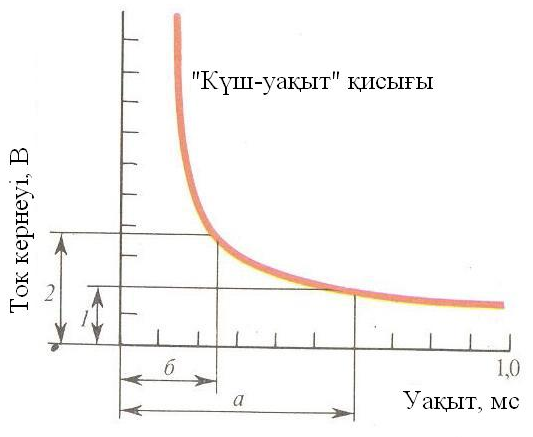 "Күш-уақыт" қисығы
Ток кернеуі, В
2
1
б
а
1,0
Уақыт, мс